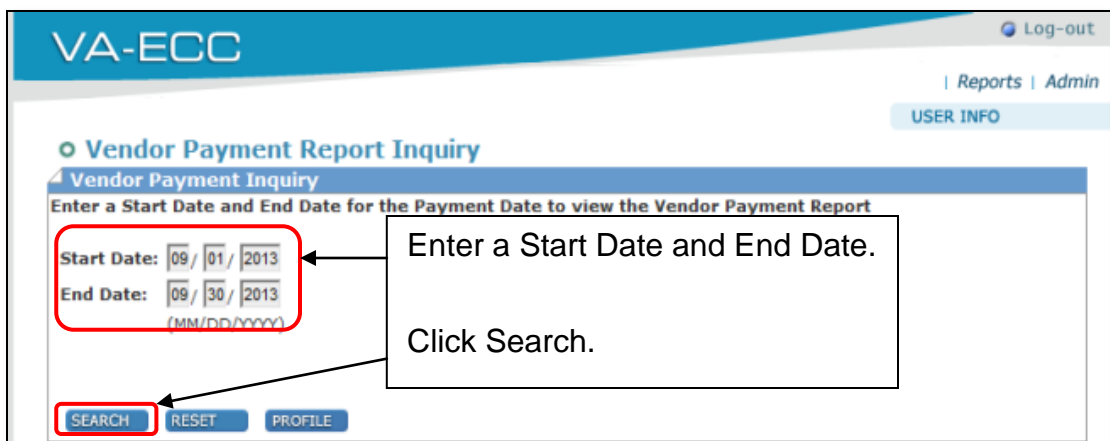 VA-ECC
Log-out
| Reports | Admin
USER INFO
Vendor Payment Report Inquiry
Vendor Payment Inquiry
Enter a Start Date and End Date for the Payment Date to view the Vendor Payment Report
Start Date: 09/ 01/ 2013
End Date: 09/ 30/ 2013
(MM/DD/YYYY)
Enter a Start Date and End Date.
Click Search.
SEARCH RESET PROFILE